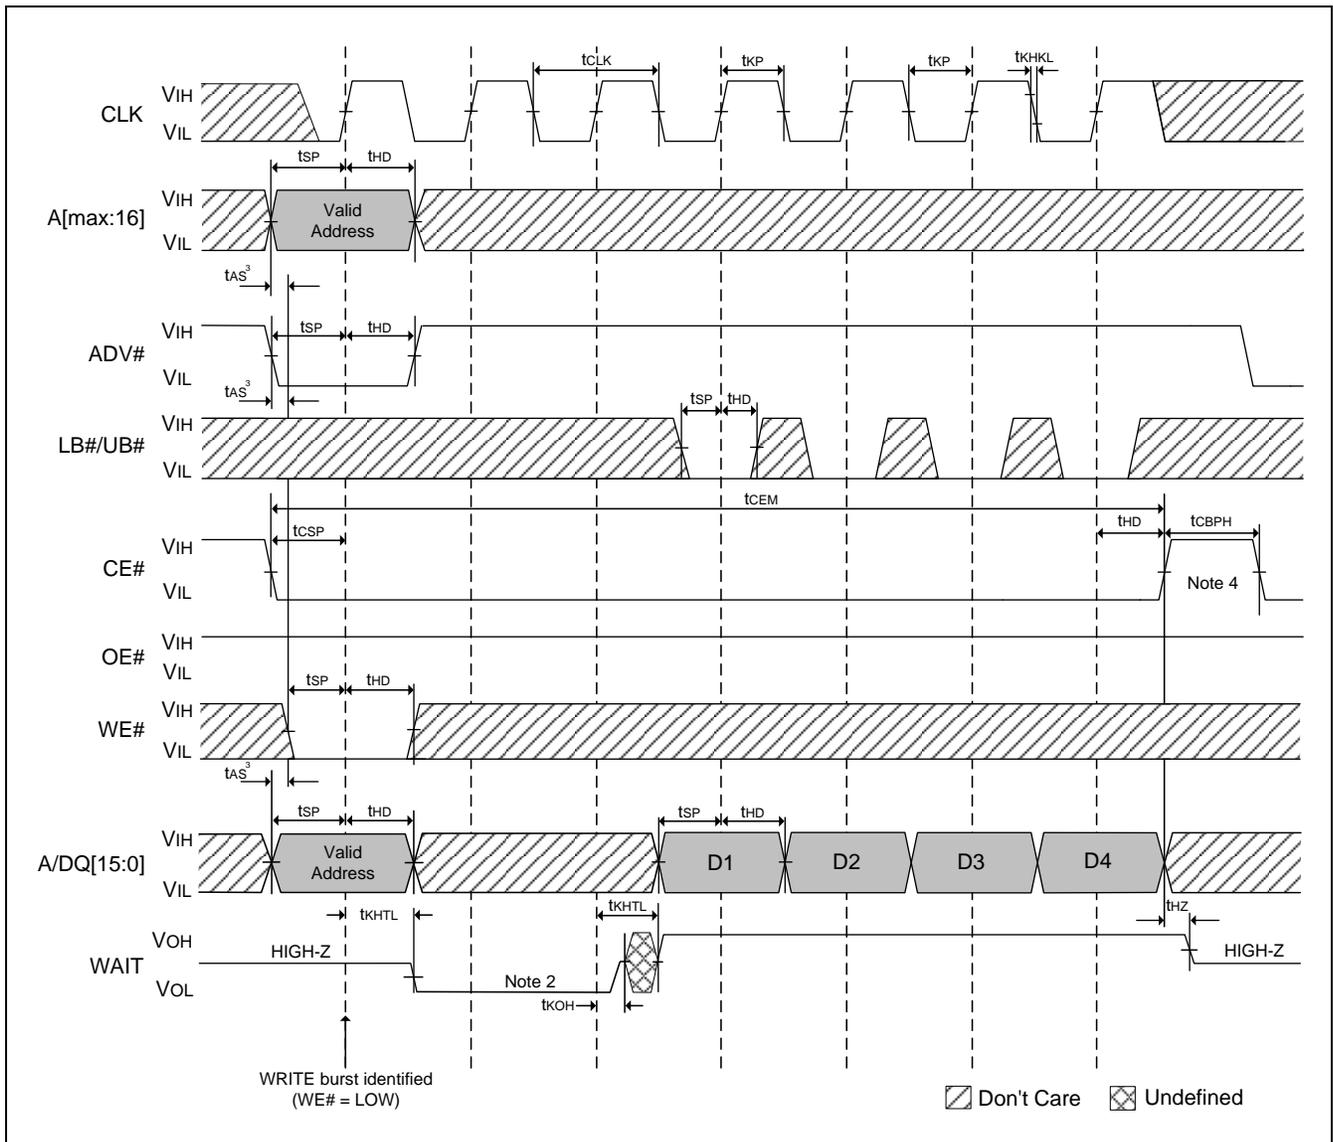 tCLK tKP tKP tKHKL
CLK VIH
VIL
tSP tHD
A[max:16] VIH Valid
Address
VIL
tAS3
tSP tHD
ADV# VIH
VIL
tAS3
tSP tHD
LB#/UB# VIH
VIL
tCEM
tCSP tHD tCBPH
CE# VIH
VIL
Note 4
OE# VIH
VIL
tSP tHD
WE# VIH
VIL
tAS3
tSP tHD tSP tHD
A/DQ[15:0] VIH
VIL
Valid
Address
D1 D2 D3 D4
tKHTL tKHTL tHZ
WAIT VOH
VOL
HIGH-Z
Note 2
HIGH-Z
tKOH
WRITE burst identified
(WE# = LOW)
Don't Care Undefined